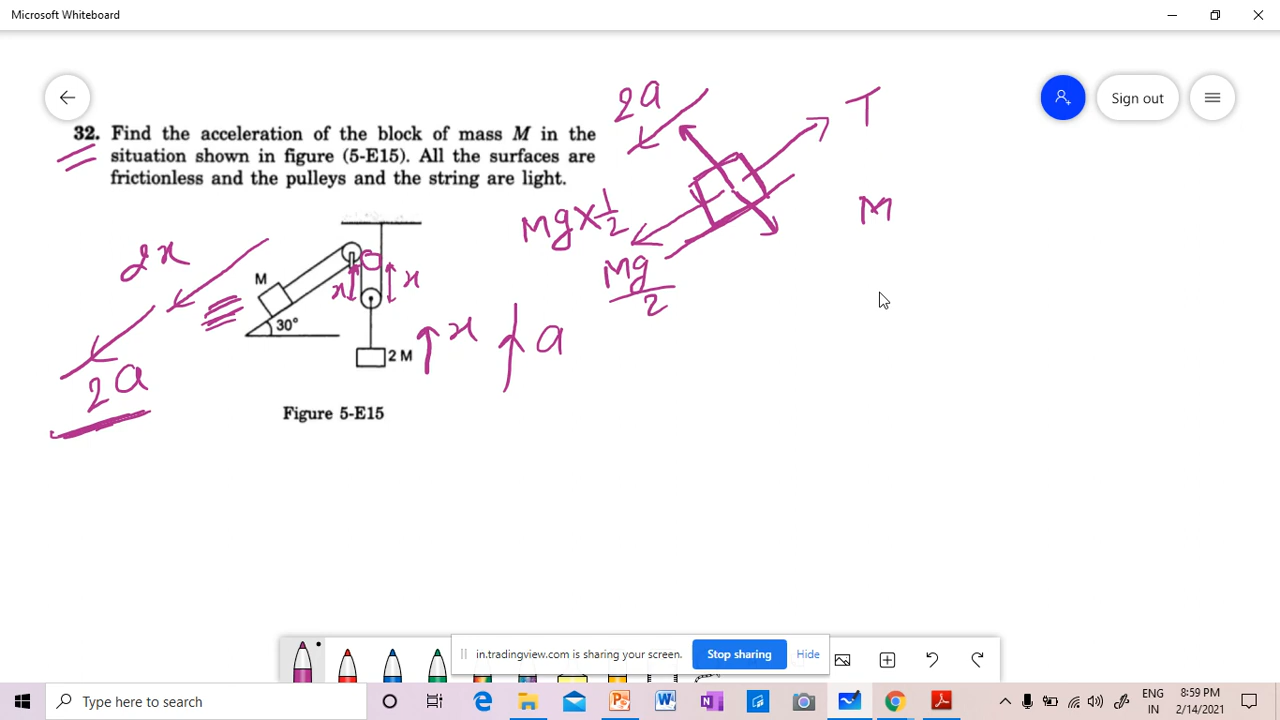 Microsoft Whiteboard
Sign out
32. Find the acceleration of the block of mass M in the
situation shown in figure (5-E15). All the surfaces are
frictionless and the pulleys and the string are light.
2a
T
Mg×1/2
M
Mg/2
2x
M
x
x
30°
2 M
x
a
2a
Figure 5-E15
in.tradingview.com is sharing your screen.
Stop sharing
Hide
Type here to search
ENG
IN
8:59 PM
2/14/2021